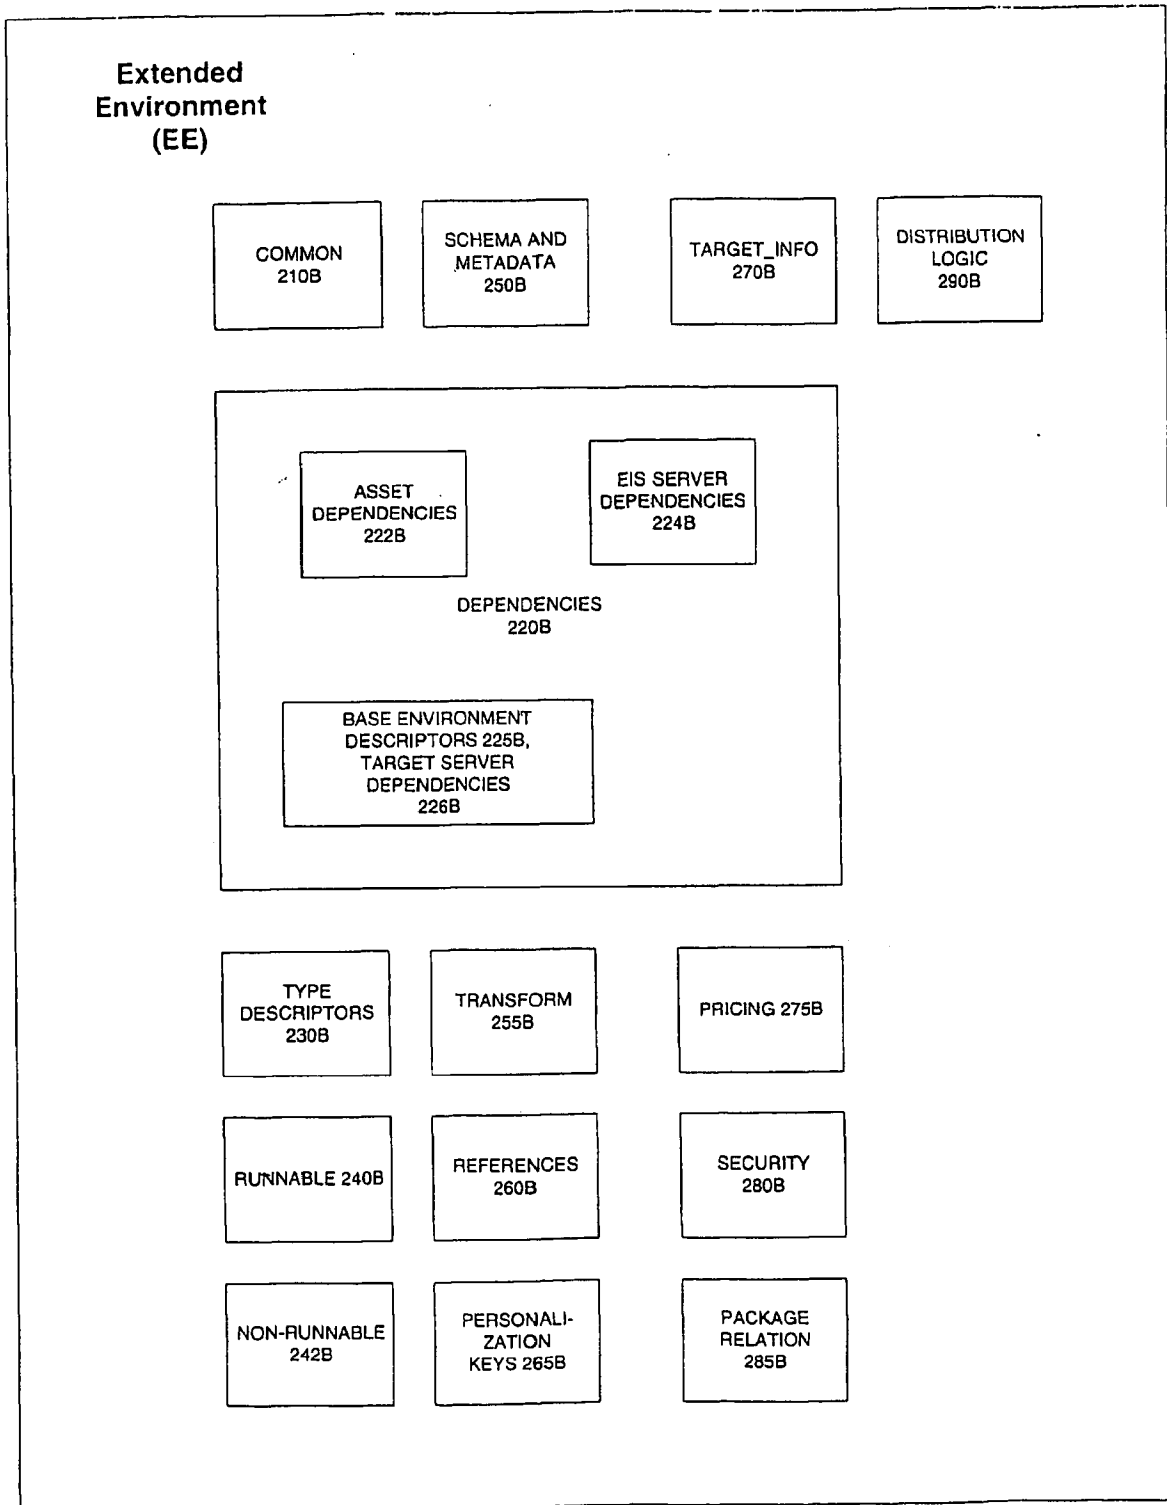 Extended
Environment
(EE)
COMMON
210B
SCHEMA AND
METADATA
250B
TARGET_INFO
270B
DISTRIBUTION
LOGIC
290B
ASSET
DEPENDENCIES
222B
EIS SERVER
DEPENDENCIES
224B
DEPENDENCIES
220B
BASE ENVIRONMENT
DESCRIPTORS 225B,
TARGET SERVER
DEPENDENCIES
226B
TYPE
DESCRIPTORS
230B
TRANSFORM
255B
PRICING 275B
RUNNABLE 240B
REFERENCES
260B
SECURITY
280B
NON-RUNNABLE
242B
PERSONALI-
ZATION
KEYS 265B
PACKAGE
RELATION
285B